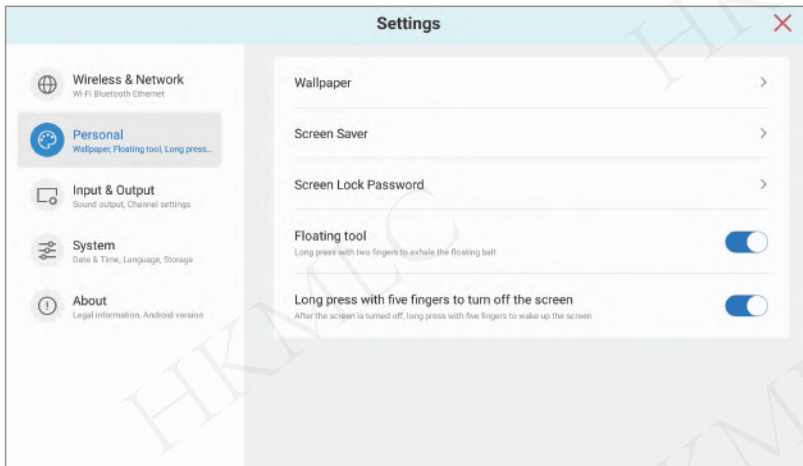 Settings
Wireless & Network
Wi-Fi Bluetooth Ethernet
Personal
Wallpaper, Floating tool, Long press...
Input & Output
Sound output, Channel settings
System
Date & Time, Language, Storage
About
Legal information, Android version
Wallpaper
Screen Saver
Screen Lock Password
Floating tool
Long press with two fingers to exhale the floating ball
Long press with five fingers to turn off the screen
After the screen is turned off, long press with five fingers to wake up the screen
HKMEC
HKMEC
HKMEC